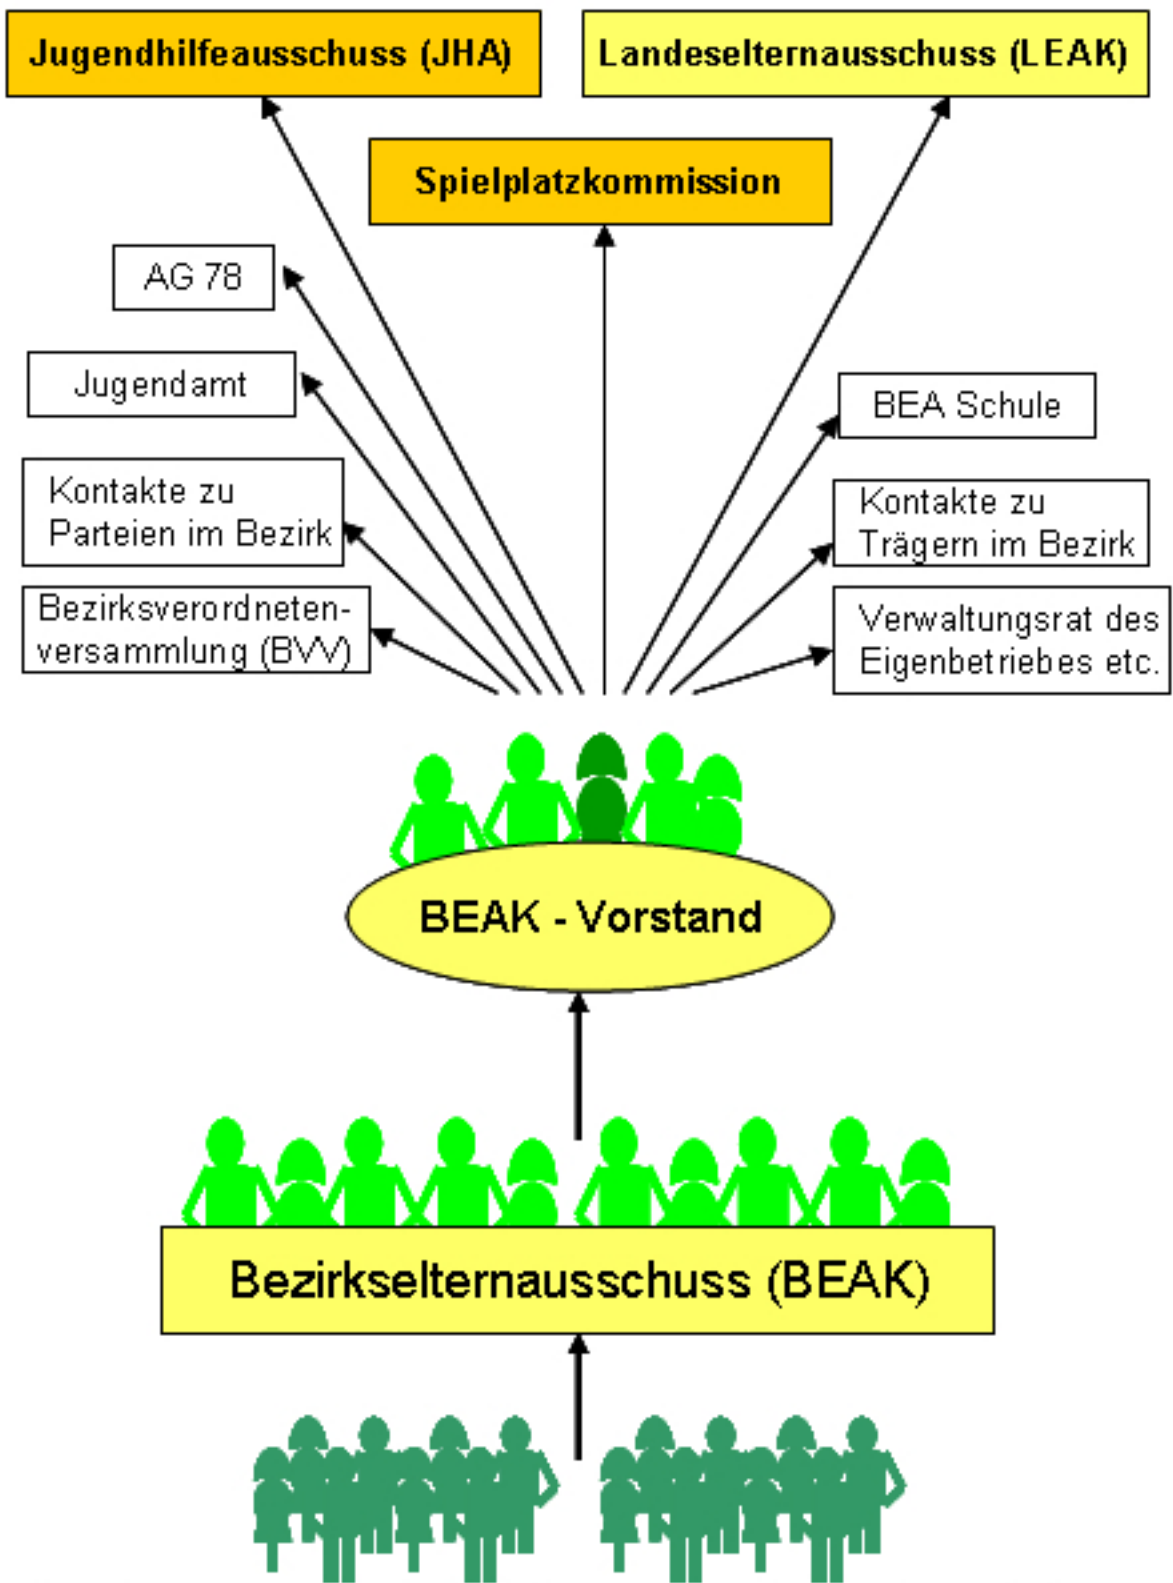 Jugendhilfeausschuss (JHA)
Landeselternausschuss (LEAK)
Spielplatzkommission
AG 78
Jugendamt
BEA Schule
Kontakte zu
Parteien im Bezirk
Kontakte zu
Trägern im Bezirk
Bezirksverordneten-
versammlung (BVV)
Verwaltungsrat des
Eigenbetriebes etc.
BEAK - Vorstand
Bezirkselternausschuss (BEAK)